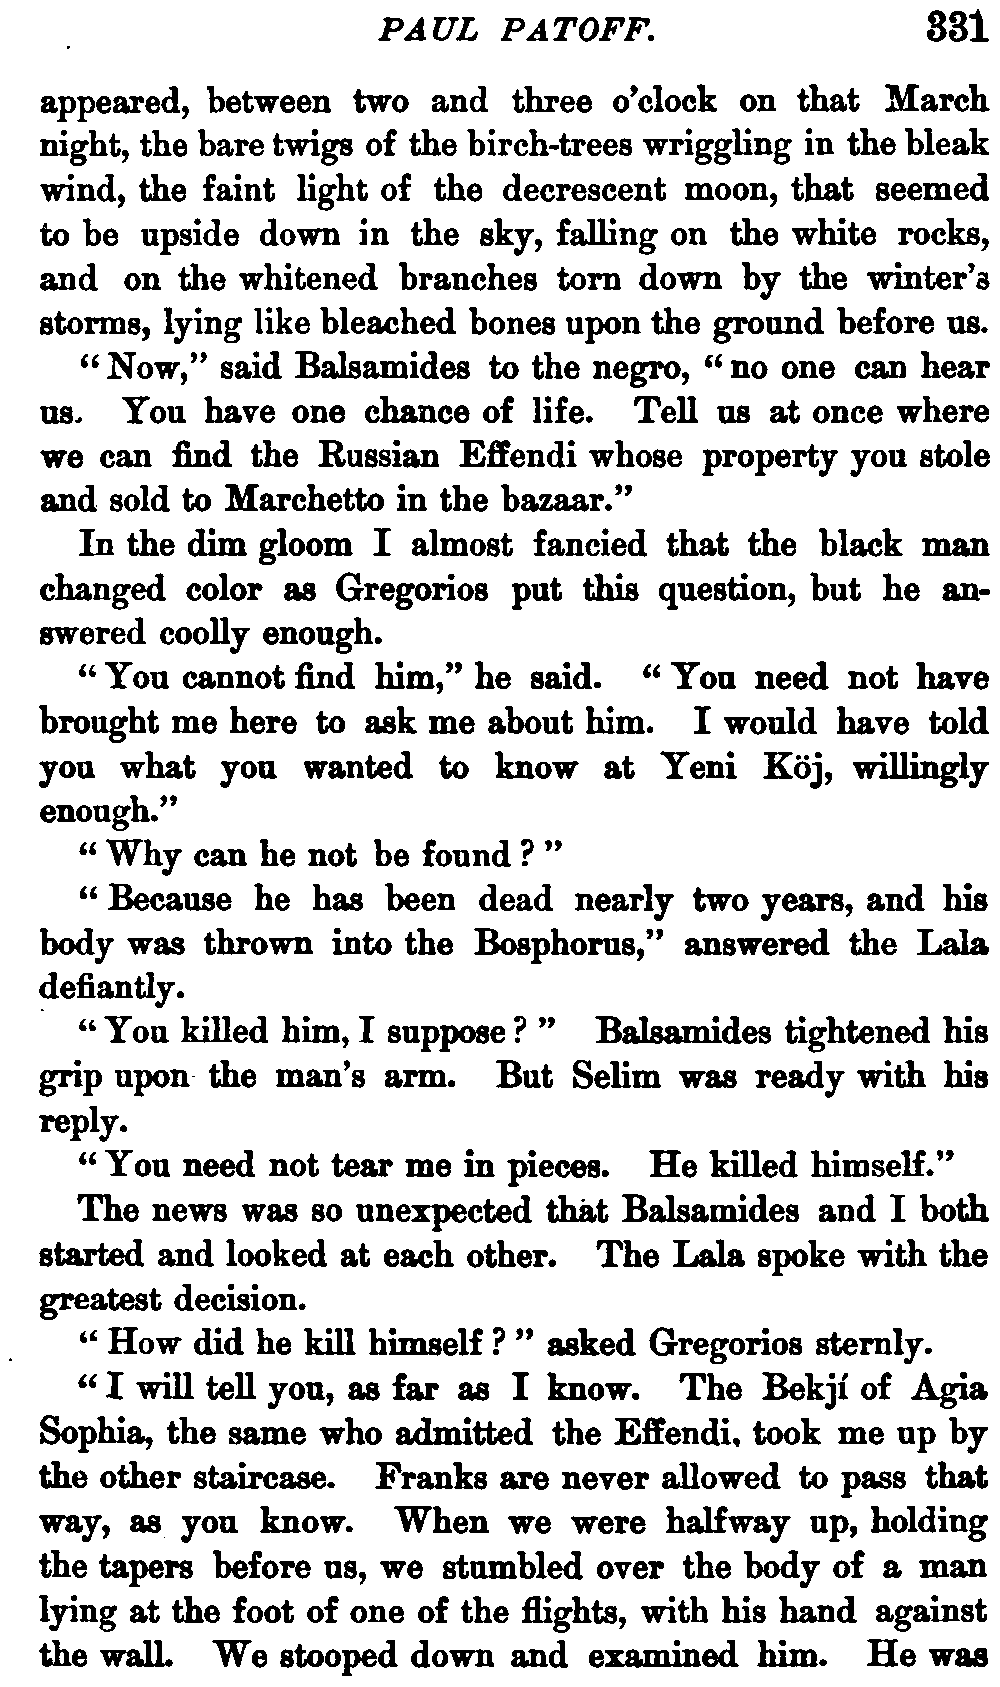 PAUL PATOFF. 331
appeared, between two and three o'clock on that March
night, the bare twigs of the birch-trees wriggling in the bleak
wind, the faint light of the decrescent moon, that seemed
to be upside down in the sky, falling on the white rocks,
and on the whitened branches torn down by the winter's
storms, lying like bleached bones upon the ground before us.
"Now," said Balsamides to the negro, "no one can hear
us. You have one chance of life. Tell us at once where
we can find the Russian Effendi whose property you stole
and sold to Marchetto in the bazaar."
In the dim gloom I almost fancied that the black man
changed color as Gregorios put this question, but he an-
swered coolly enough.
"You cannot find him," he said. "You need not have
brought me here to ask me about him. I would have told
you what you wanted to know at Yeni Köj, willingly
enough."
"Why can he not be found?"
"Because he has been dead nearly two years, and his
body was thrown into the Bosphorus," answered the Lala
defiantly.
"You killed him, I suppose?" Balsamides tightened his
grip upon the man's arm. But Selim was ready with his
reply.
"You need not tear me in pieces. He killed himself."
The news was so unexpected that Balsamides and I both
started and looked at each other. The Lala spoke with the
greatest decision.
"How did he kill himself?" asked Gregorios sternly.
"I will tell you, as far as I know. The Bekjí of Agia
Sophia, the same who admitted the Effendi, took me up by
the other staircase. Franks are never allowed to pass that
way, as you know. When we were halfway up, holding
the tapers before us, we stumbled over the body of a man
lying at the foot of one of the flights, with his hand against
the wall. We stooped down and examined him. He was